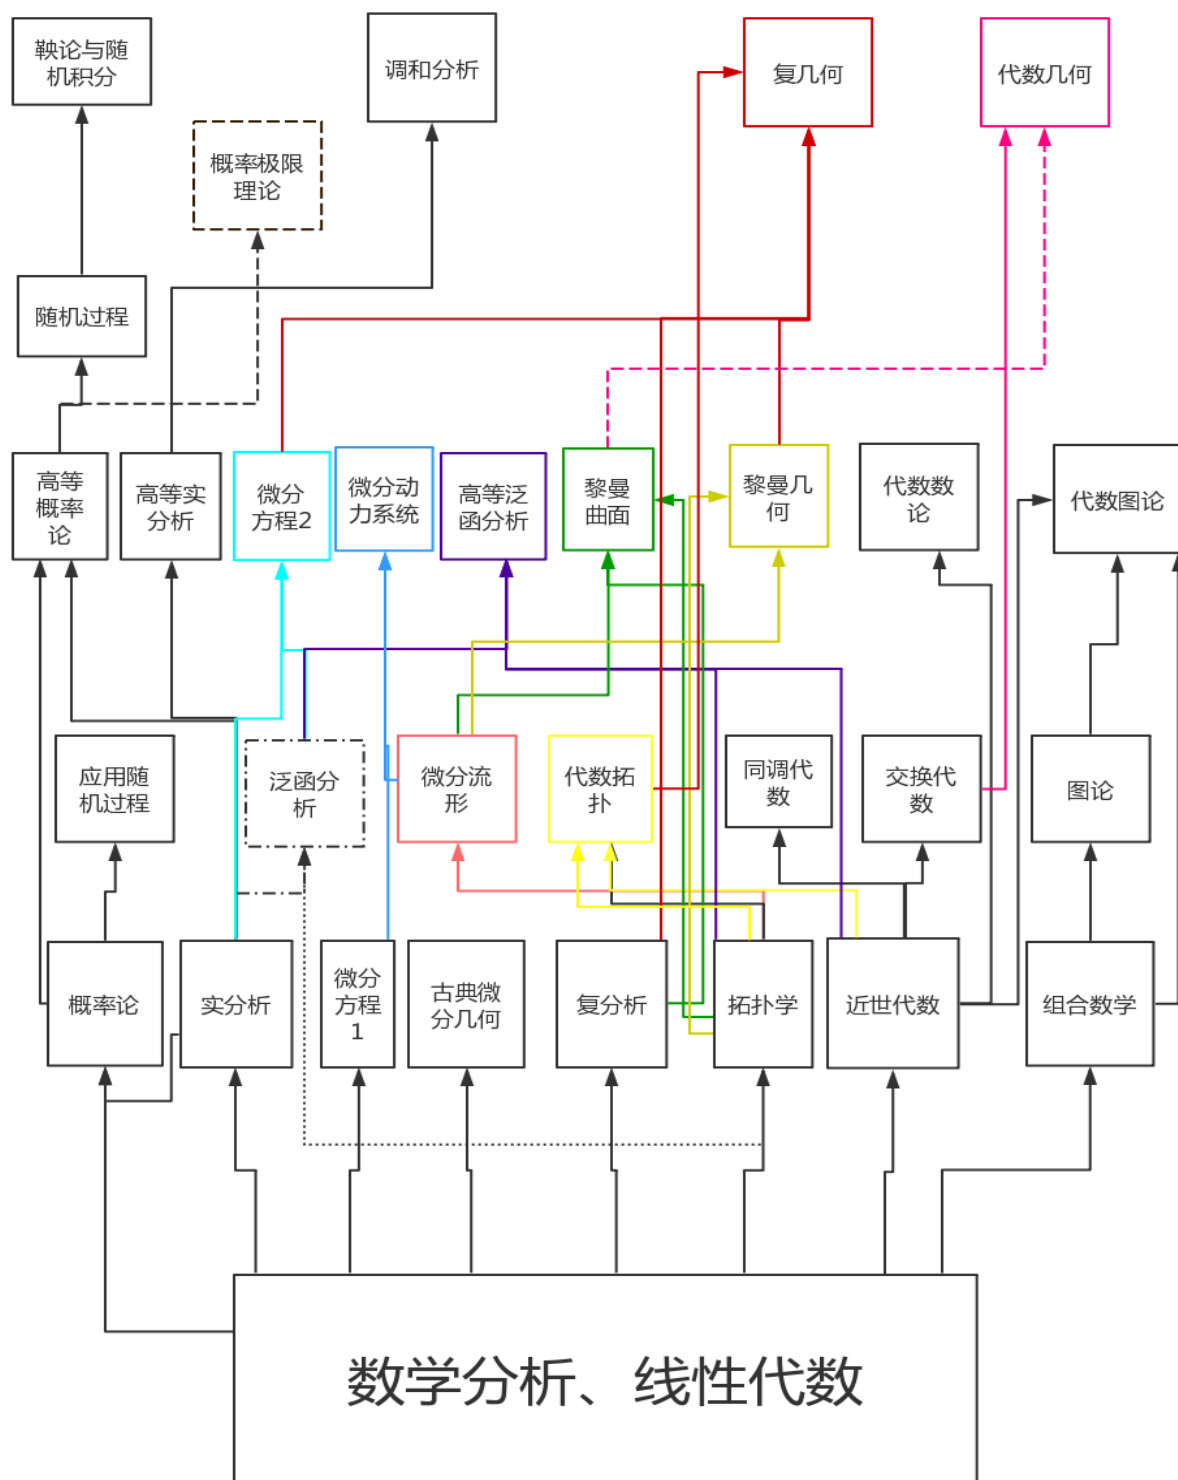 鞅论与随
机积分
调和分析
复几何
代数几何
概率极限
理论
随机过程
高等
概率
论
高等实
分析
微分
方程2
微分动
力系统
高等泛
函分析
黎曼
曲面
黎曼几
何
代数数
论
代数图论
应用随
机过程
泛函分
析
微分流
形
代数拓
扑
同调代
数
交换代
数
图论
概率论
实分析
微分
方程
1
古典微
分几何
复分析
拓扑学
近世代数
组合数学
数学分析、线性代数